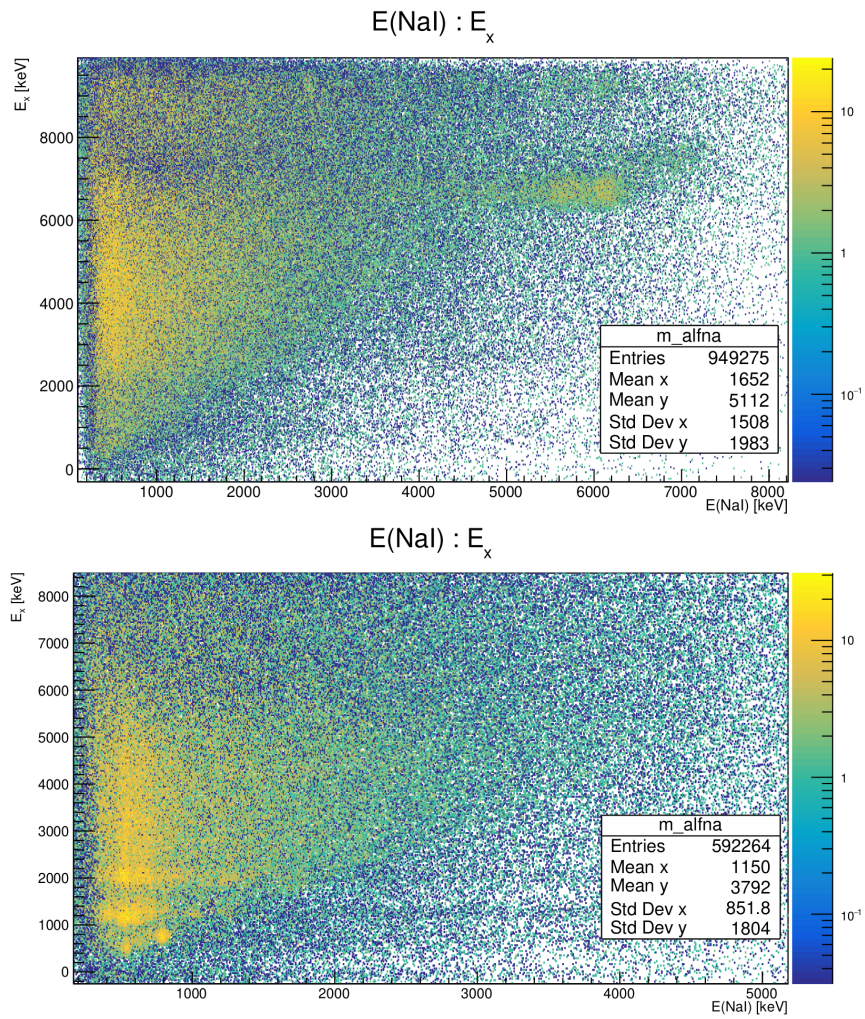 E(NaI) : E_x
E_x [keV]
8000
6000
4000
2000
0
10
1
10⁻¹
m_alfna
Entries 949275
Mean x 1652
Mean y 5112
Std Dev x 1508
Std Dev y 1983
1000 2000 3000 4000 5000 6000 7000 8000
E(NaI) [keV]
E(NaI) : E_x
E_x [keV]
8000
7000
6000
5000
4000
3000
2000
1000
0
10
1
10⁻¹
m_alfna
Entries 592264
Mean x 1150
Mean y 3792
Std Dev x 851.8
Std Dev y 1804
1000 2000 3000 4000 5000
E(NaI) [keV]